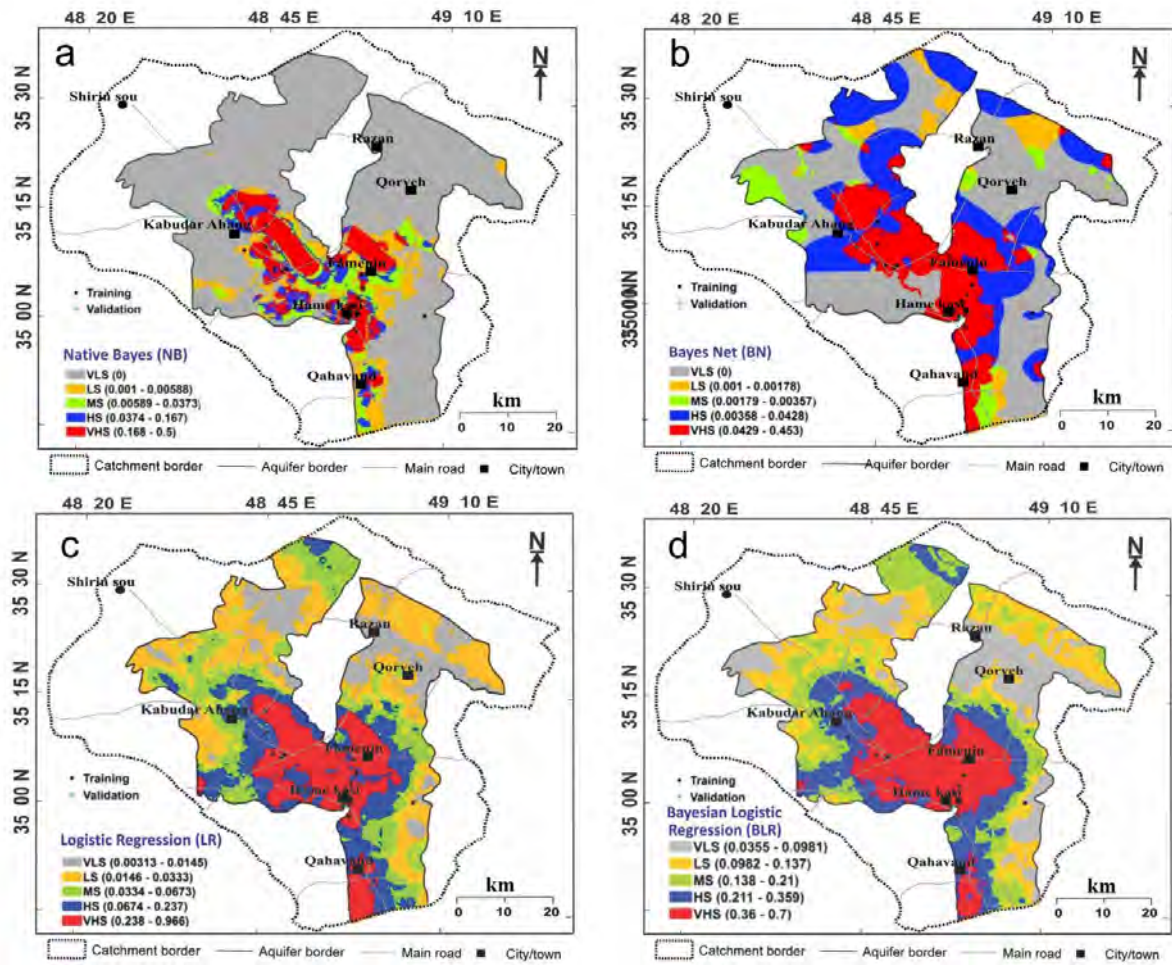 48 20 E
48 45 E
49 10 E
a
N
35 30 N
35 15 N
35 00 N
Shirin sou
Razan
Qorveh
Kabudar Ahang
Famenin
Hame kasi
Qahavand
Training
Validation
Native Bayes (NB)
VLS (0)
LS (0.001 - 0.00588)
MS (0.00589 - 0.0373)
HS (0.0374 - 0.167)
VHS (0.168 - 0.5)
km
0 10 20
Catchment border Aquifer border Main road City/town
48 20 E
48 45 E
49 10 E
b
N
35 30 N
35 15 N
Shirin sou
Razan
Qorveh
Kabudar Ahang
Famenin
Hame kasi
Qahavand
Training
Validation
Bayes Net (BN)
VLS (0)
LS (0.001 - 0.00178)
MS (0.00179 - 0.00357)
HS (0.00358 - 0.0428)
VHS (0.0429 - 0.453)
km
0 10 20
Catchment border Aquifer border Main road City/town
48 20 E
48 45 E
49 10 E
c
N
35 30 N
35 15 N
35 00 N
Shirin sou
Razan
Qorveh
Kabudar Ahang
Famenin
Hame kasi
Qahavand
Training
Validation
Logistic Regression (LR)
VLS (0.00313 - 0.0145)
LS (0.0146 - 0.0333)
MS (0.0334 - 0.0673)
HS (0.0674 - 0.237)
VHS (0.238 - 0.966)
km
0 10 20
Catchment border Aquifer border Main road City/town
48 20 E
48 45 E
49 10 E
d
N
35 30 N
35 15 N
35 00 N
Shirin sou
Razan
Qorveh
Kabudar Ahang
Famenin
Hame kasi
Qahavand
Training
Validation
Bayesian Logistic
Regression (BLR)
VLS (0.0355 - 0.0981)
LS (0.0982 - 0.137)
MS (0.138 - 0.21)
HS (0.211 - 0.359)
VHS (0.36 - 0.7)
km
0 10 20
Catchment border Aquifer border Main road City/town